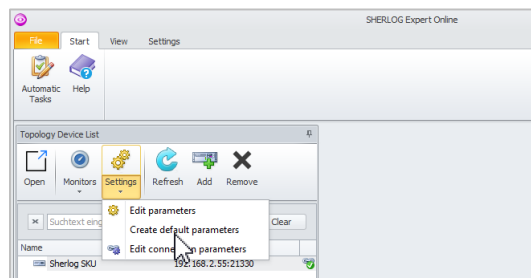 SHERLOG Expert Online
File Start View Settings
Automatic Tasks
Help
Topology Device List
Open Monitors Settings Refresh Add Remove
Edit parameters
Suchtext Clear
Create default parameters
Name Edit parameters
Sherlog SKU 192.168.2.55:21330